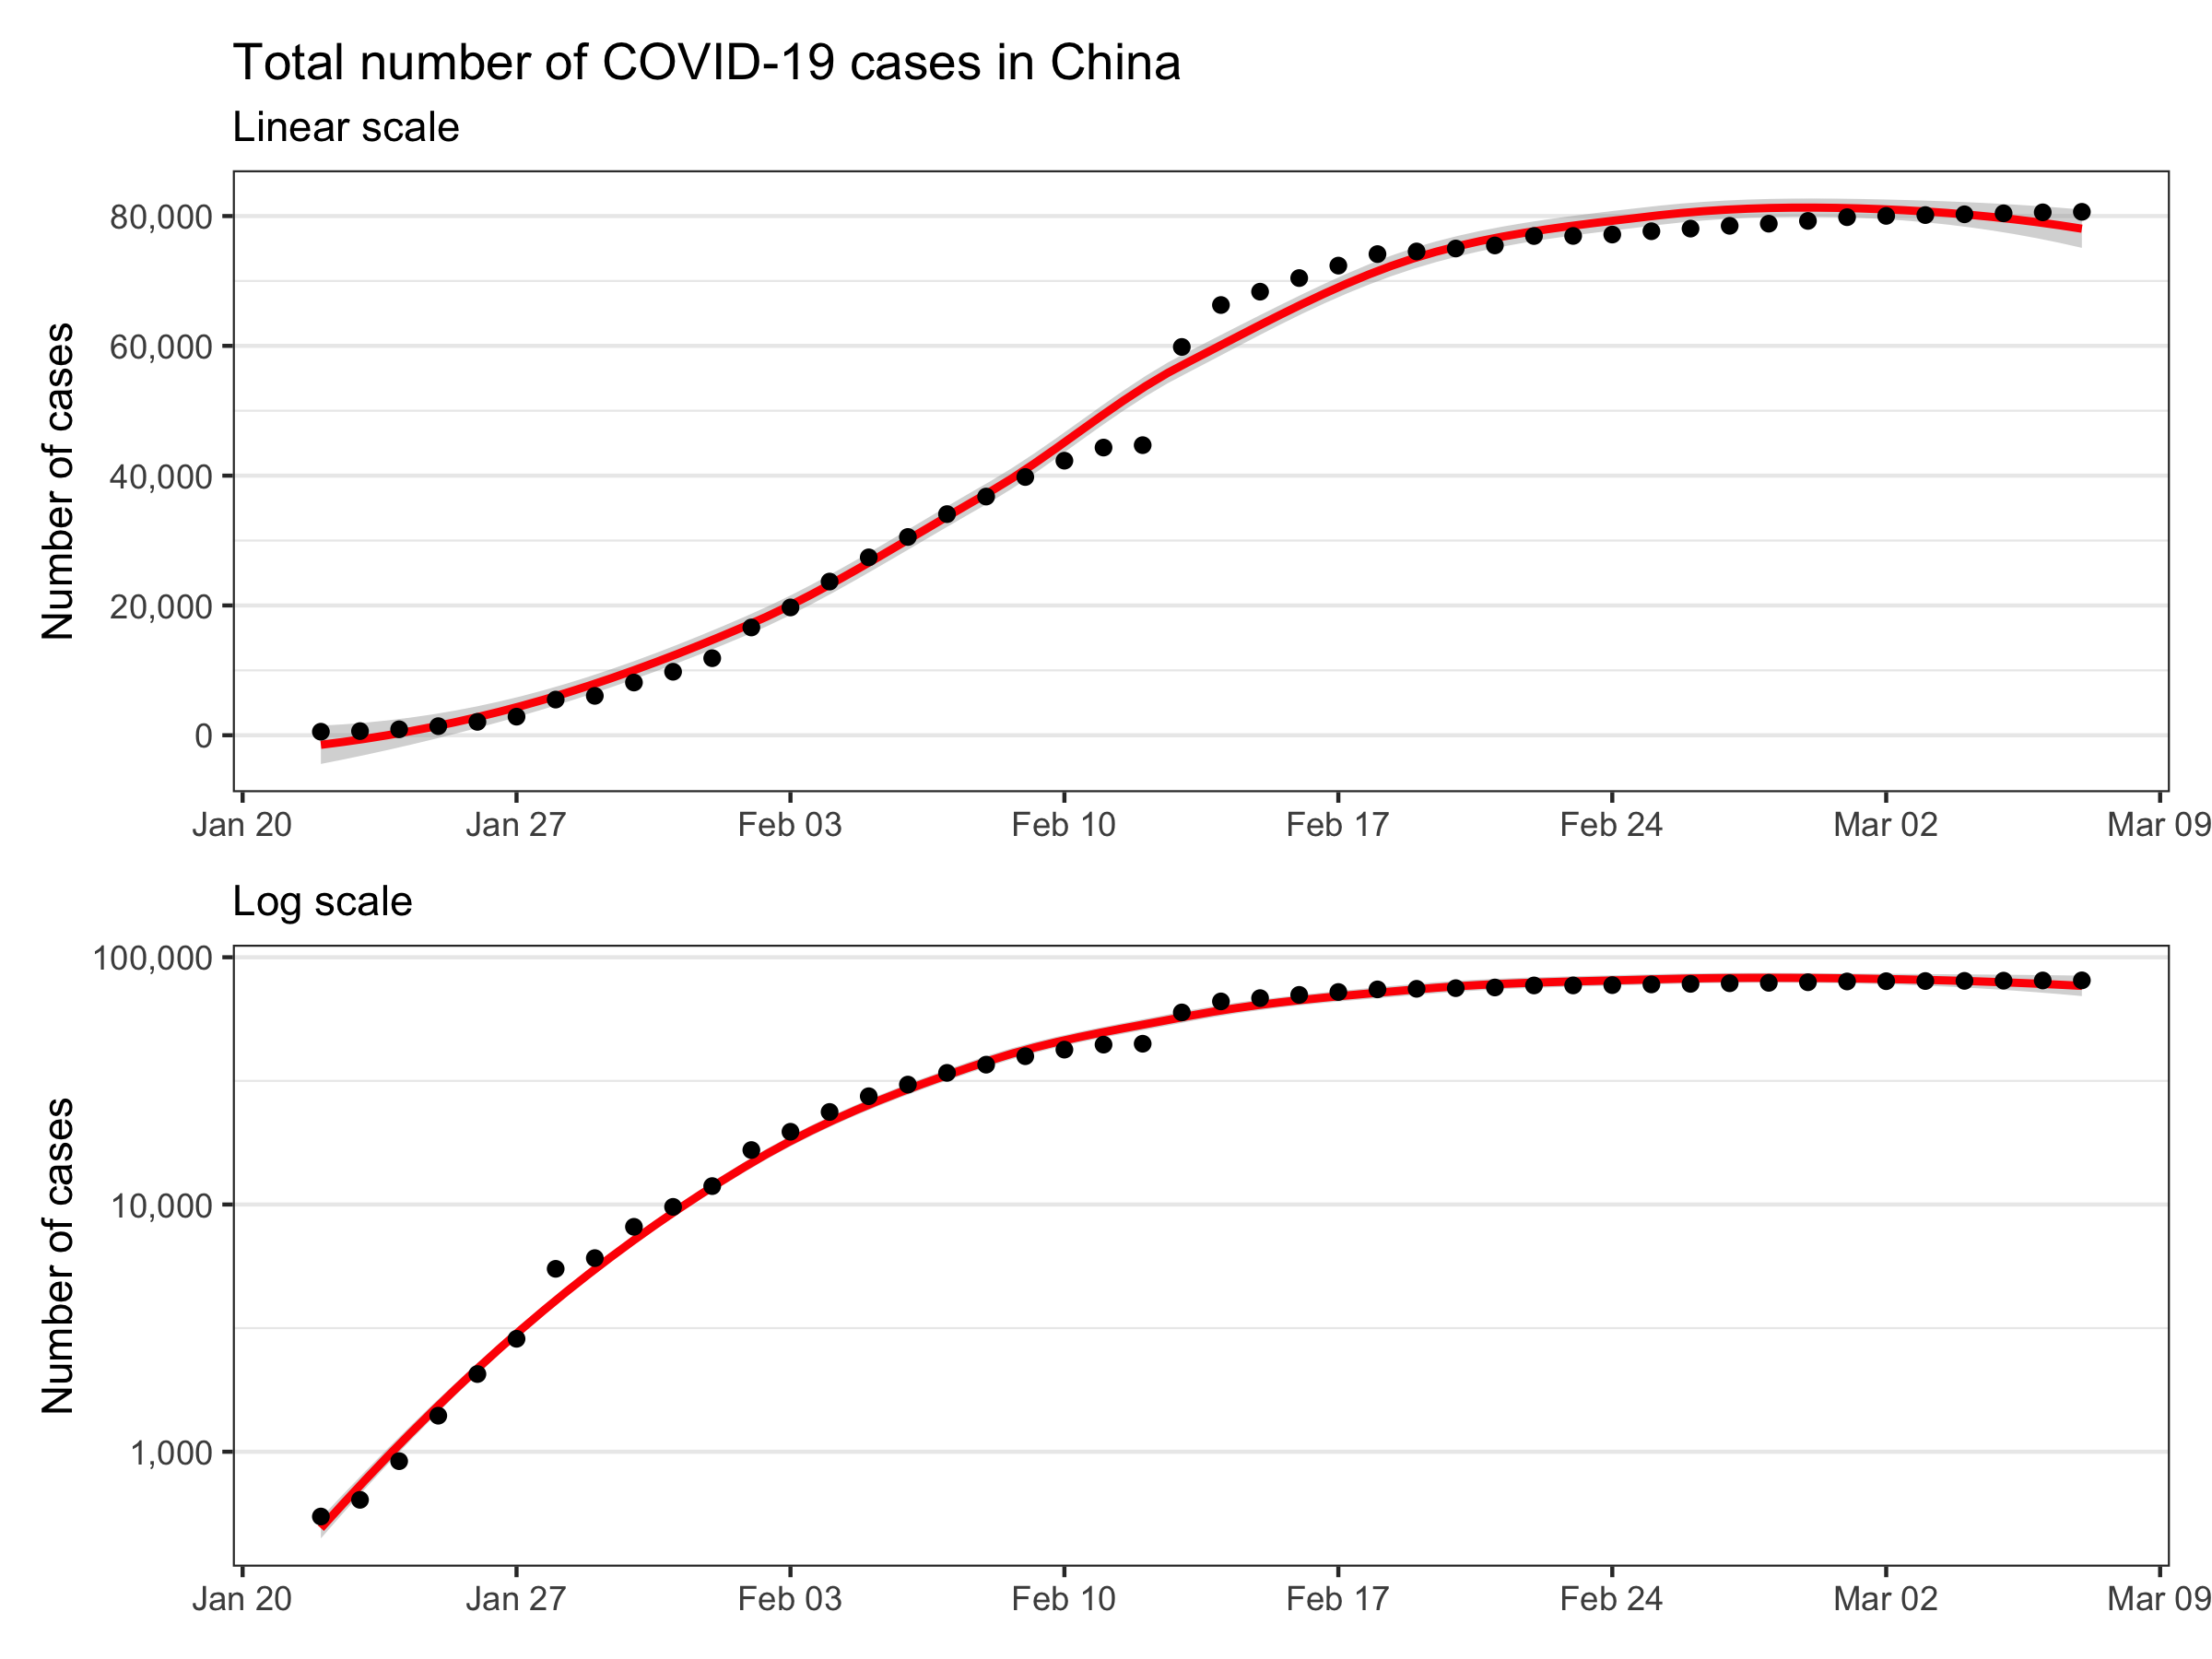 Total number of COVID-19 cases in China
Linear scale
Number of cases
80,000
60,000
40,000
20,000
0
Jan 20 Jan 27 Feb 03 Feb 10 Feb 17 Feb 24 Mar 02 Mar 09
Log scale
Number of cases
100,000
10,000
1,000
Jan 20 Jan 27 Feb 03 Feb 10 Feb 17 Feb 24 Mar 02 Mar 09